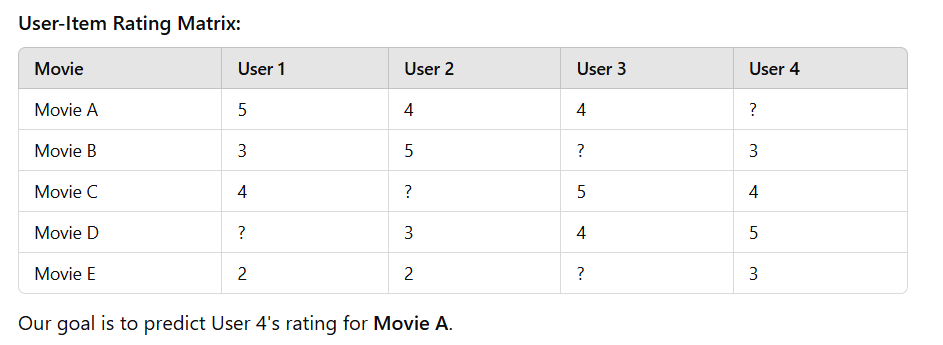 User-Item Rating Matrix:
Movie User 1 User 2 User 3 User 4
Movie A 5 4 4 ?
Movie B 3 5 ? 3
Movie C 4 ? 5 4
Movie D ? 3 4 5
Movie E 2 2 ? 3
Our goal is to predict User 4's rating for Movie A.